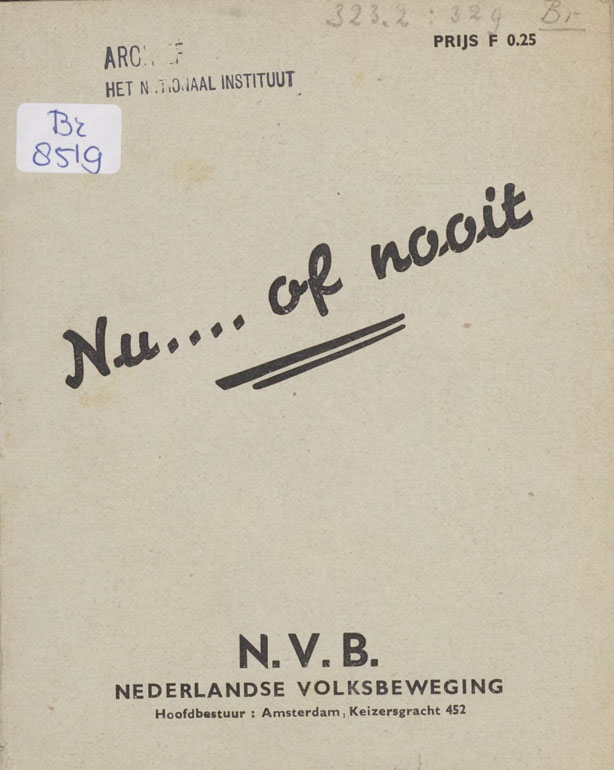 323.2 : 329 Br
PRIJS F 0.25
HET NATIONAAL INSTITUUT
Br
8519
Nu.... of nooit
N.V.B.
NEDERLANDSE VOLKSBEWEGING
Hoofdbestuur : Amsterdam, Keizersgracht 452